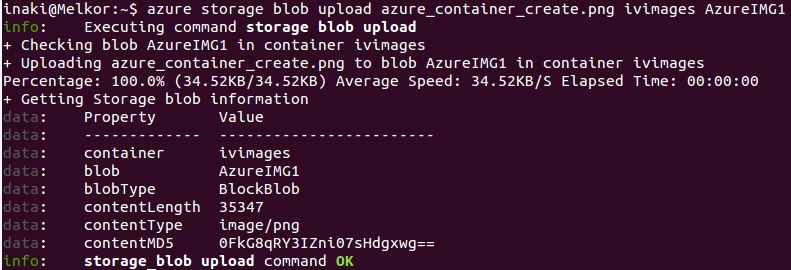 inaki@Melkor:~$ azure storage blob upload azure_container_create.png ivimages AzureIMG1
info:    Executing command storage blob upload
+ Checking blob AzureIMG1 in container ivimages
+ Uploading azure_container_create.png to blob AzureIMG1 in container ivimages
Percentage: 100.0% (34.52KB/34.52KB) Average Speed: 34.52KB/S Elapsed Time: 00:00:00
+ Getting Storage blob information
data:    Property       Value
data:    -------------  ------------------------
data:    container      ivimages
data:    blob           AzureIMG1
data:    blobType       BlockBlob
data:    contentLength  35347
data:    contentType    image/png
data:    contentMD5     0FkG8qRY3IZni07sHdgxwg==
info:    storage blob upload command OK